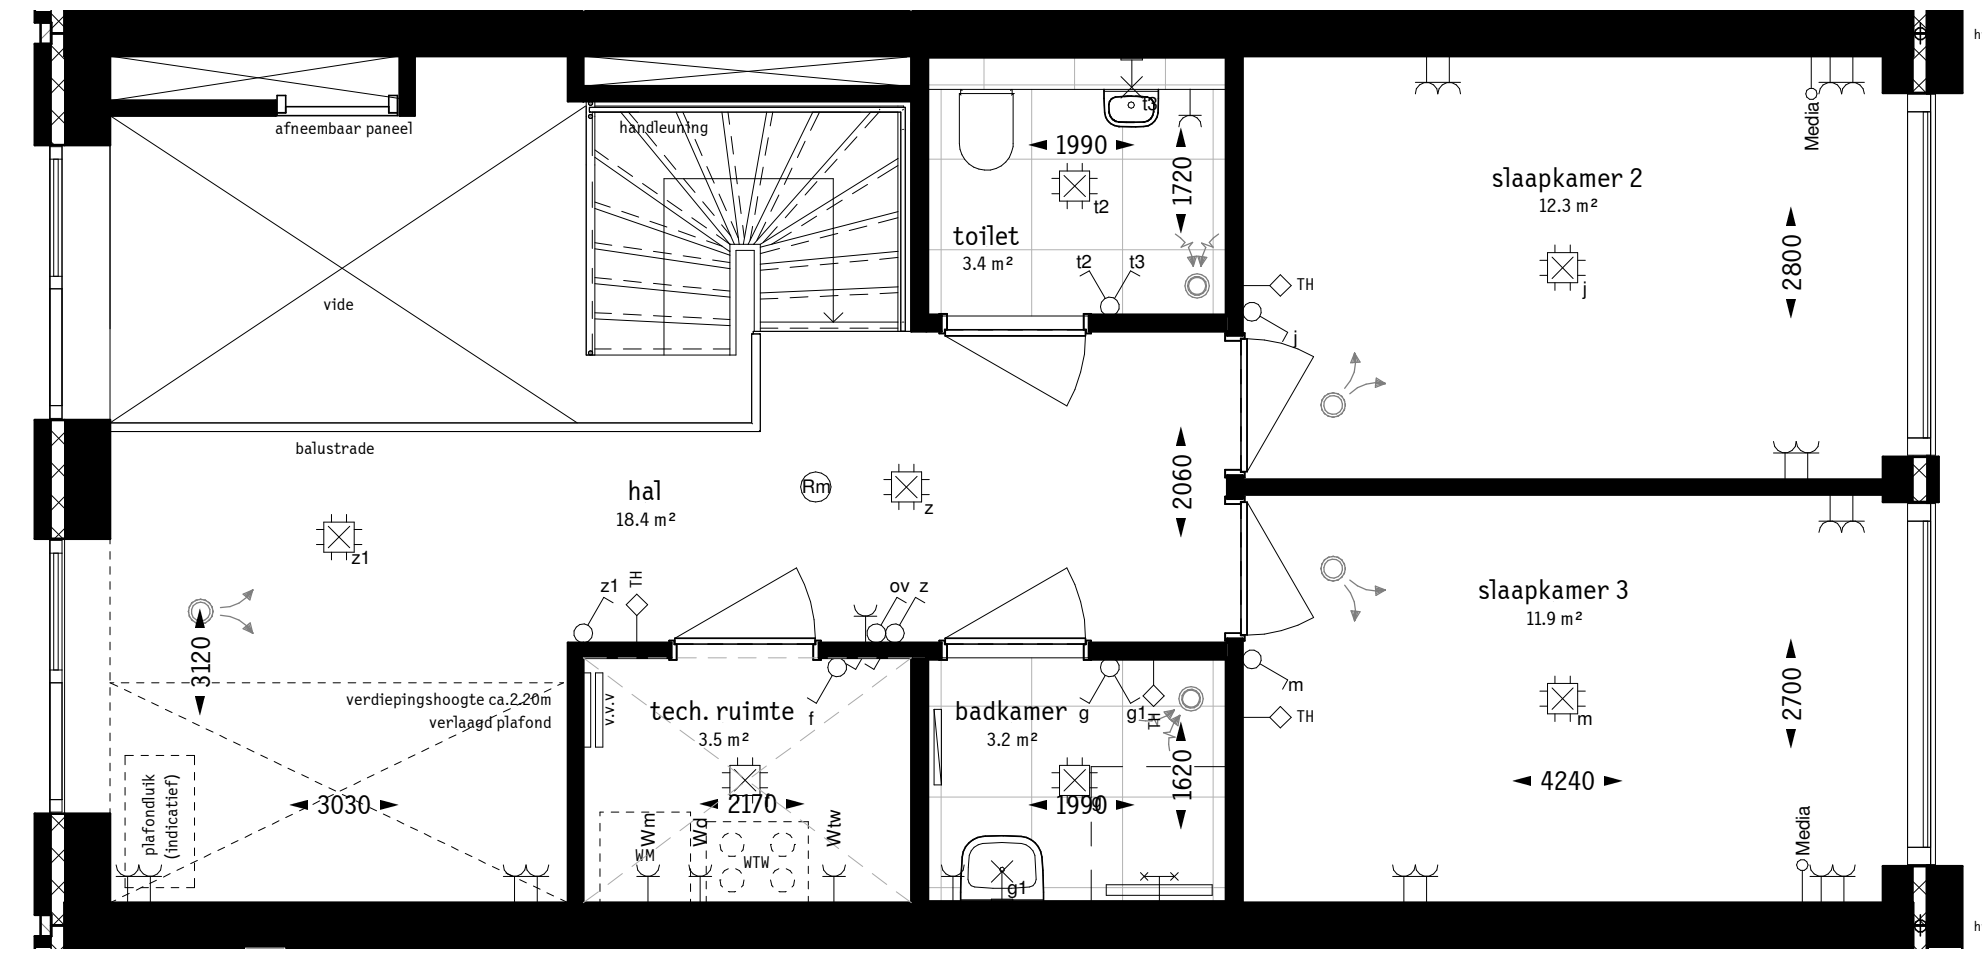 h
afneembaar paneel
handleuning
t3
Media
1990
1720
slaapkamer 2
12.3 m²
t2
toilet
3.4 m²
2800
t2
t3
TH
j
vide
j
balustrade
2060
hal
18.4 m²
Rm
z
z1
z1
TH
ov
z
slaapkamer 3
11.9 m²
3120
verdiepingshoogte ca.2.20m
verlaagd plafond
v.v.v
tech. ruimte
3.5 m²
f
badkamer
3.2 m²
g
g1
TH
m
TH
m
2700
1620
4240
3030
2170
f
1990
g
plafondluik
(indicatief)
Wm
Wd
Wtw
WM
WTW
Media
g1
h